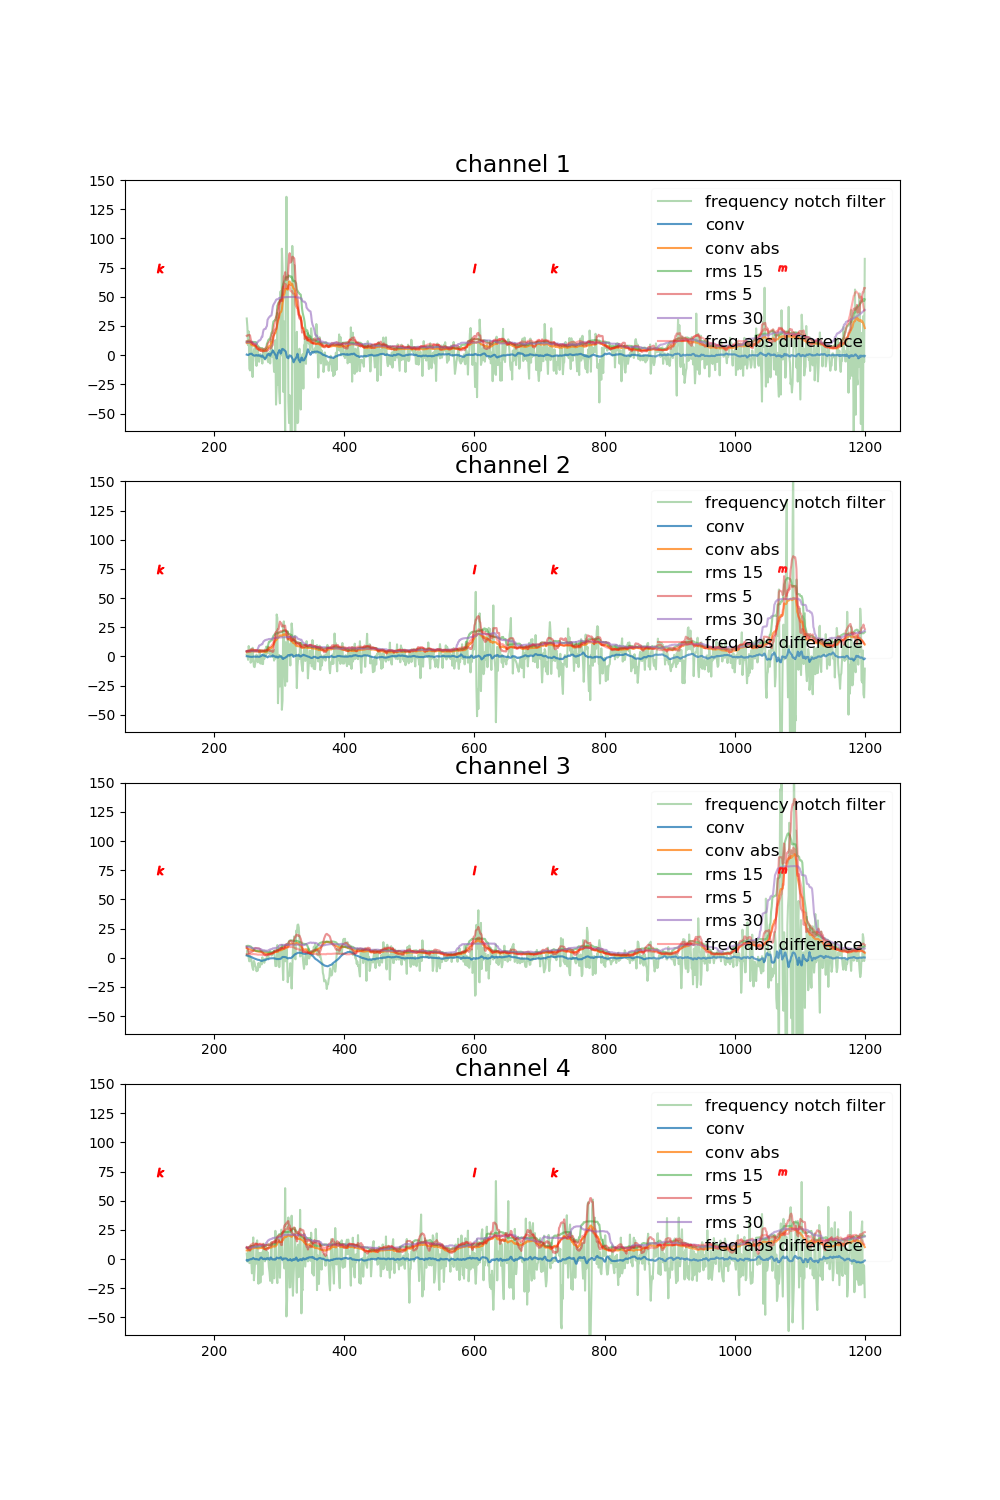 channel 1
150
125
100
75
50
25
0
−25
−50
k l k m
frequency notch filter
conv
conv abs
rms 15
rms 5
rms 30
freq abs difference
200 400 600 800 1000 1200
channel 2
150
125
100
75
50
25
0
−25
−50
k l k m
frequency notch filter
conv
conv abs
rms 15
rms 5
rms 30
freq abs difference
200 400 600 800 1000 1200
channel 3
150
125
100
75
50
25
0
−25
−50
k l k m
frequency notch filter
conv
conv abs
rms 15
rms 5
rms 30
freq abs difference
200 400 600 800 1000 1200
channel 4
150
125
100
75
50
25
0
−25
−50
k l k m
frequency notch filter
conv
conv abs
rms 15
rms 5
rms 30
freq abs difference
200 400 600 800 1000 1200